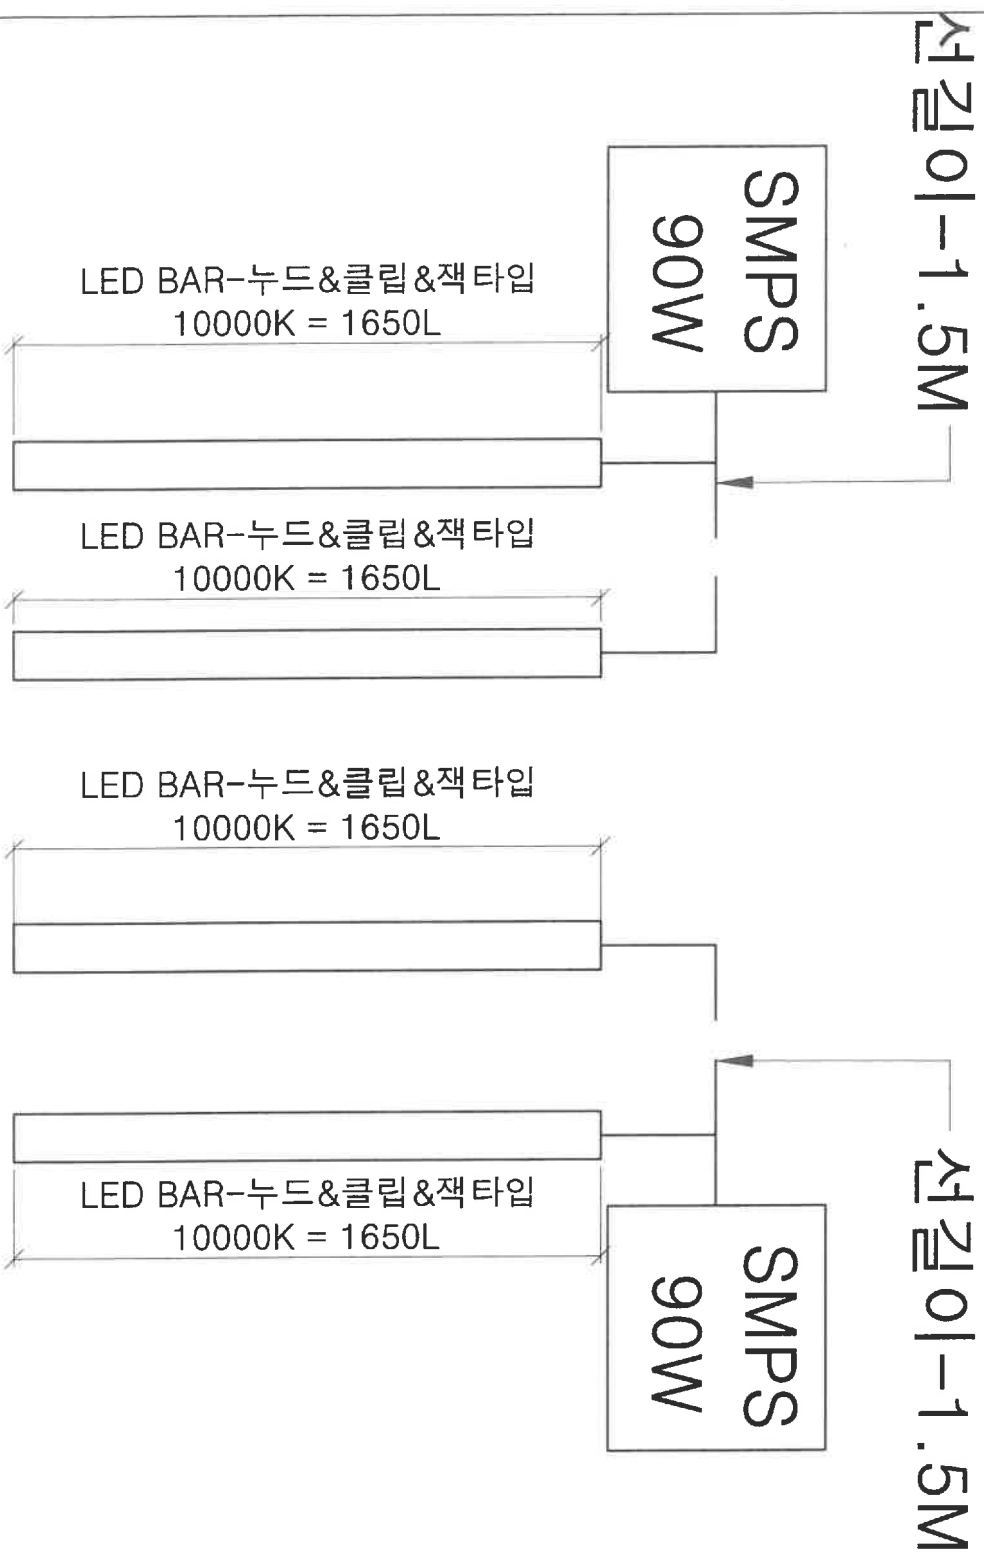 선길이-1.5M
SMPS
90W
LED BAR-누드&클립&잭타입
10000K = 1650L
LED BAR-누드&클립&잭타입
10000K = 1650L
LED BAR-누드&클립&잭타입
10000K = 1650L
LED BAR-누드&클립&잭타입
10000K = 1650L
SMPS
90W
선길이-1.5M